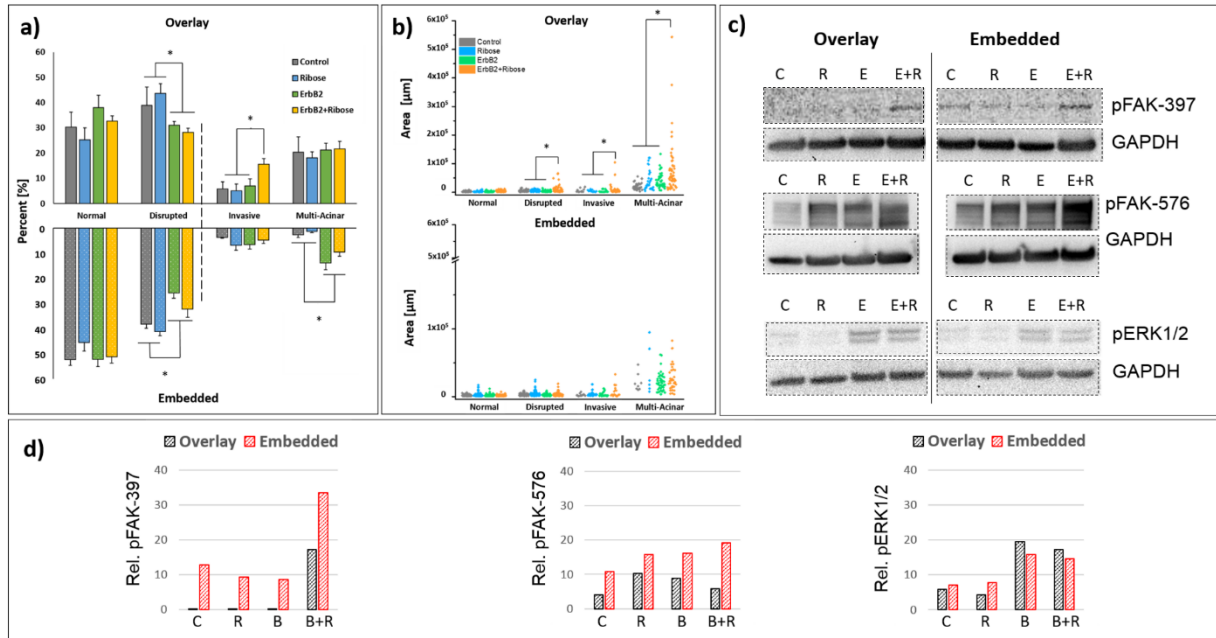 a)
Overlay
60
50
40
30
20
10
0
Control
Ribose
ErbB2
ErbB2+Ribose
*
*
Percent [%]
Normal Disrupted Invasive Multi-Acinar
0
10
20
30
40
50
60
*
*
Embedded
b)
Overlay
6x10⁵
5x10⁵
4x10⁵
3x10⁵
2x10⁵
1x10⁵
0
Control
Ribose
ErbB2
ErbB2+Ribose
Area [µm]
*
*
*
Normal Disrupted Invasive Multi-Acinar
Embedded
6x10⁵
5x10⁵
1x10⁵
0
Area [µm]
Normal Disrupted Invasive Multi-Acinar
c)
Overlay Embedded
C R E E+R C R E E+R
pFAK-397
GAPDH
C R E E+R C R E E+R
pFAK-576
GAPDH
C R E E+R C R E E+R
pERK1/2
GAPDH
d)
Overlay Embedded
Rel. pFAK-397
40
30
20
10
0
C R B B+R
Overlay Embedded
Rel. pFAK-576
40
30
20
10
0
C R B B+R
Overlay Embedded
Rel. pERK1/2
40
30
20
10
0
C R B B+R